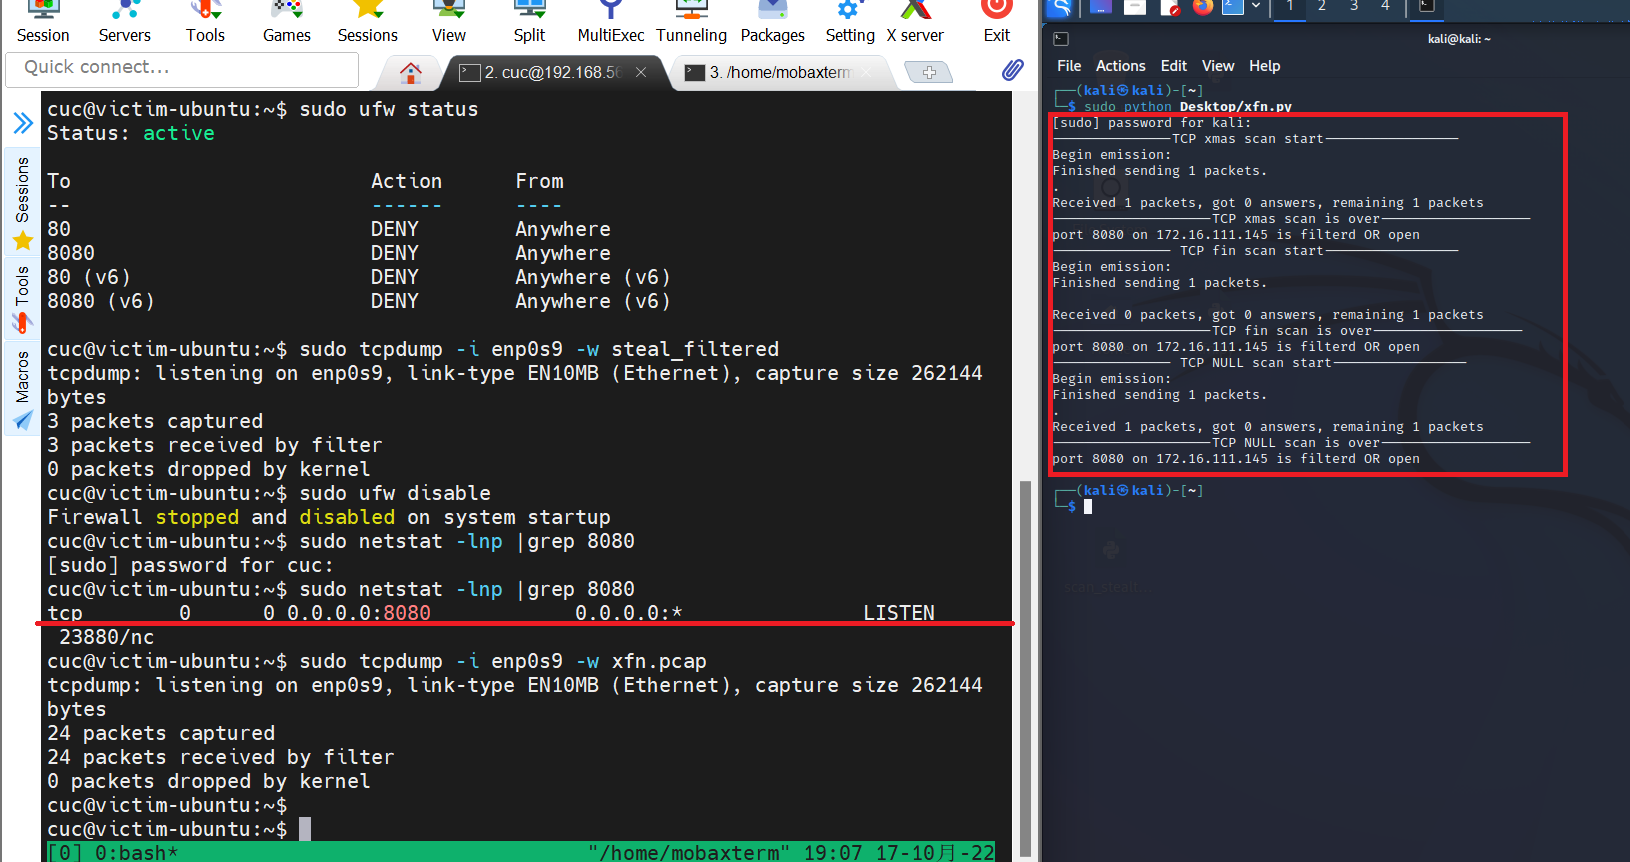 Session Servers Tools Games Sessions View Split MultiExec Tunneling Packages Setting X server Exit
Quick connect...
2. cuc@192.168.56
3. /home/mobaxterm
Sessions
Tools
Macros
cuc@victim-ubuntu:~$ sudo ufw status
Status: active
To Action From
-- ------ ----
80 DENY Anywhere
8080 DENY Anywhere
80 (v6) DENY Anywhere (v6)
8080 (v6) DENY Anywhere (v6)
cuc@victim-ubuntu:~$ sudo tcpdump -i enp0s9 -w steal_filtered
tcpdump: listening on enp0s9, link-type EN10MB (Ethernet), capture size 262144
bytes
3 packets captured
3 packets received by filter
0 packets dropped by kernel
cuc@victim-ubuntu:~$ sudo ufw disable
Firewall stopped and disabled on system startup
cuc@victim-ubuntu:~$ sudo netstat -lnp |grep 8080
[sudo] password for cuc:
cuc@victim-ubuntu:~$ sudo netstat -lnp |grep 8080
tcp 0 0 0.0.0.0:8080 0.0.0.0:* LISTEN
23880/nc
cuc@victim-ubuntu:~$ sudo tcpdump -i enp0s9 -w xfn.pcap
tcpdump: listening on enp0s9, link-type EN10MB (Ethernet), capture size 262144
bytes
24 packets captured
24 packets received by filter
0 packets dropped by kernel
cuc@victim-ubuntu:~$
cuc@victim-ubuntu:~$
[0] 0:bash* "/home/mobaxterm" 19:07 17-10月-22
1 2 3 4
kali@kali: ~
File Actions Edit View Help
┌──(kali㉿kali)-[~]
└─$ sudo python Desktop/xfn.py
[sudo] password for kali:
———————————————TCP xmas scan start—————————————————
Begin emission:
Finished sending 1 packets.
.
Received 1 packets, got 0 answers, remaining 1 packets
————————————————————TCP xmas scan is over———————————————————
port 8080 on 172.16.111.145 is filterd OR open
——————————————— TCP fin scan start—————————————————
Begin emission:
Finished sending 1 packets.
Received 0 packets, got 0 answers, remaining 1 packets
————————————————————TCP fin scan is over———————————————————
port 8080 on 172.16.111.145 is filterd OR open
——————————————— TCP NULL scan start—————————————————
Begin emission:
Finished sending 1 packets.
.
Received 1 packets, got 0 answers, remaining 1 packets
————————————————————TCP NULL scan is over———————————————————
port 8080 on 172.16.111.145 is filterd OR open
┌──(kali㉿kali)-[~]
└─$